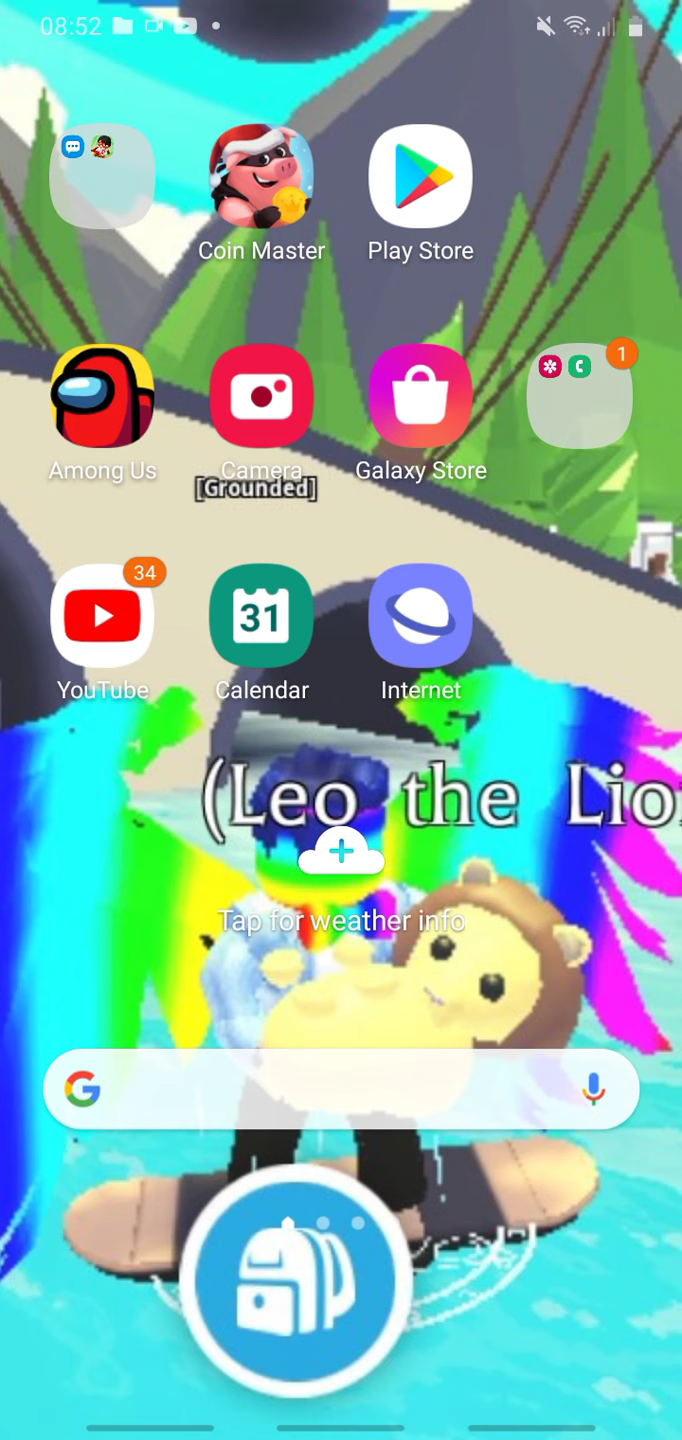 08:52
Coin Master
Play Store
1
Among Us
Camera
Galaxy Store
[Grounded]
34
31
YouTube
Calendar
Internet
(Leo the Lion
Tap for weather info
G